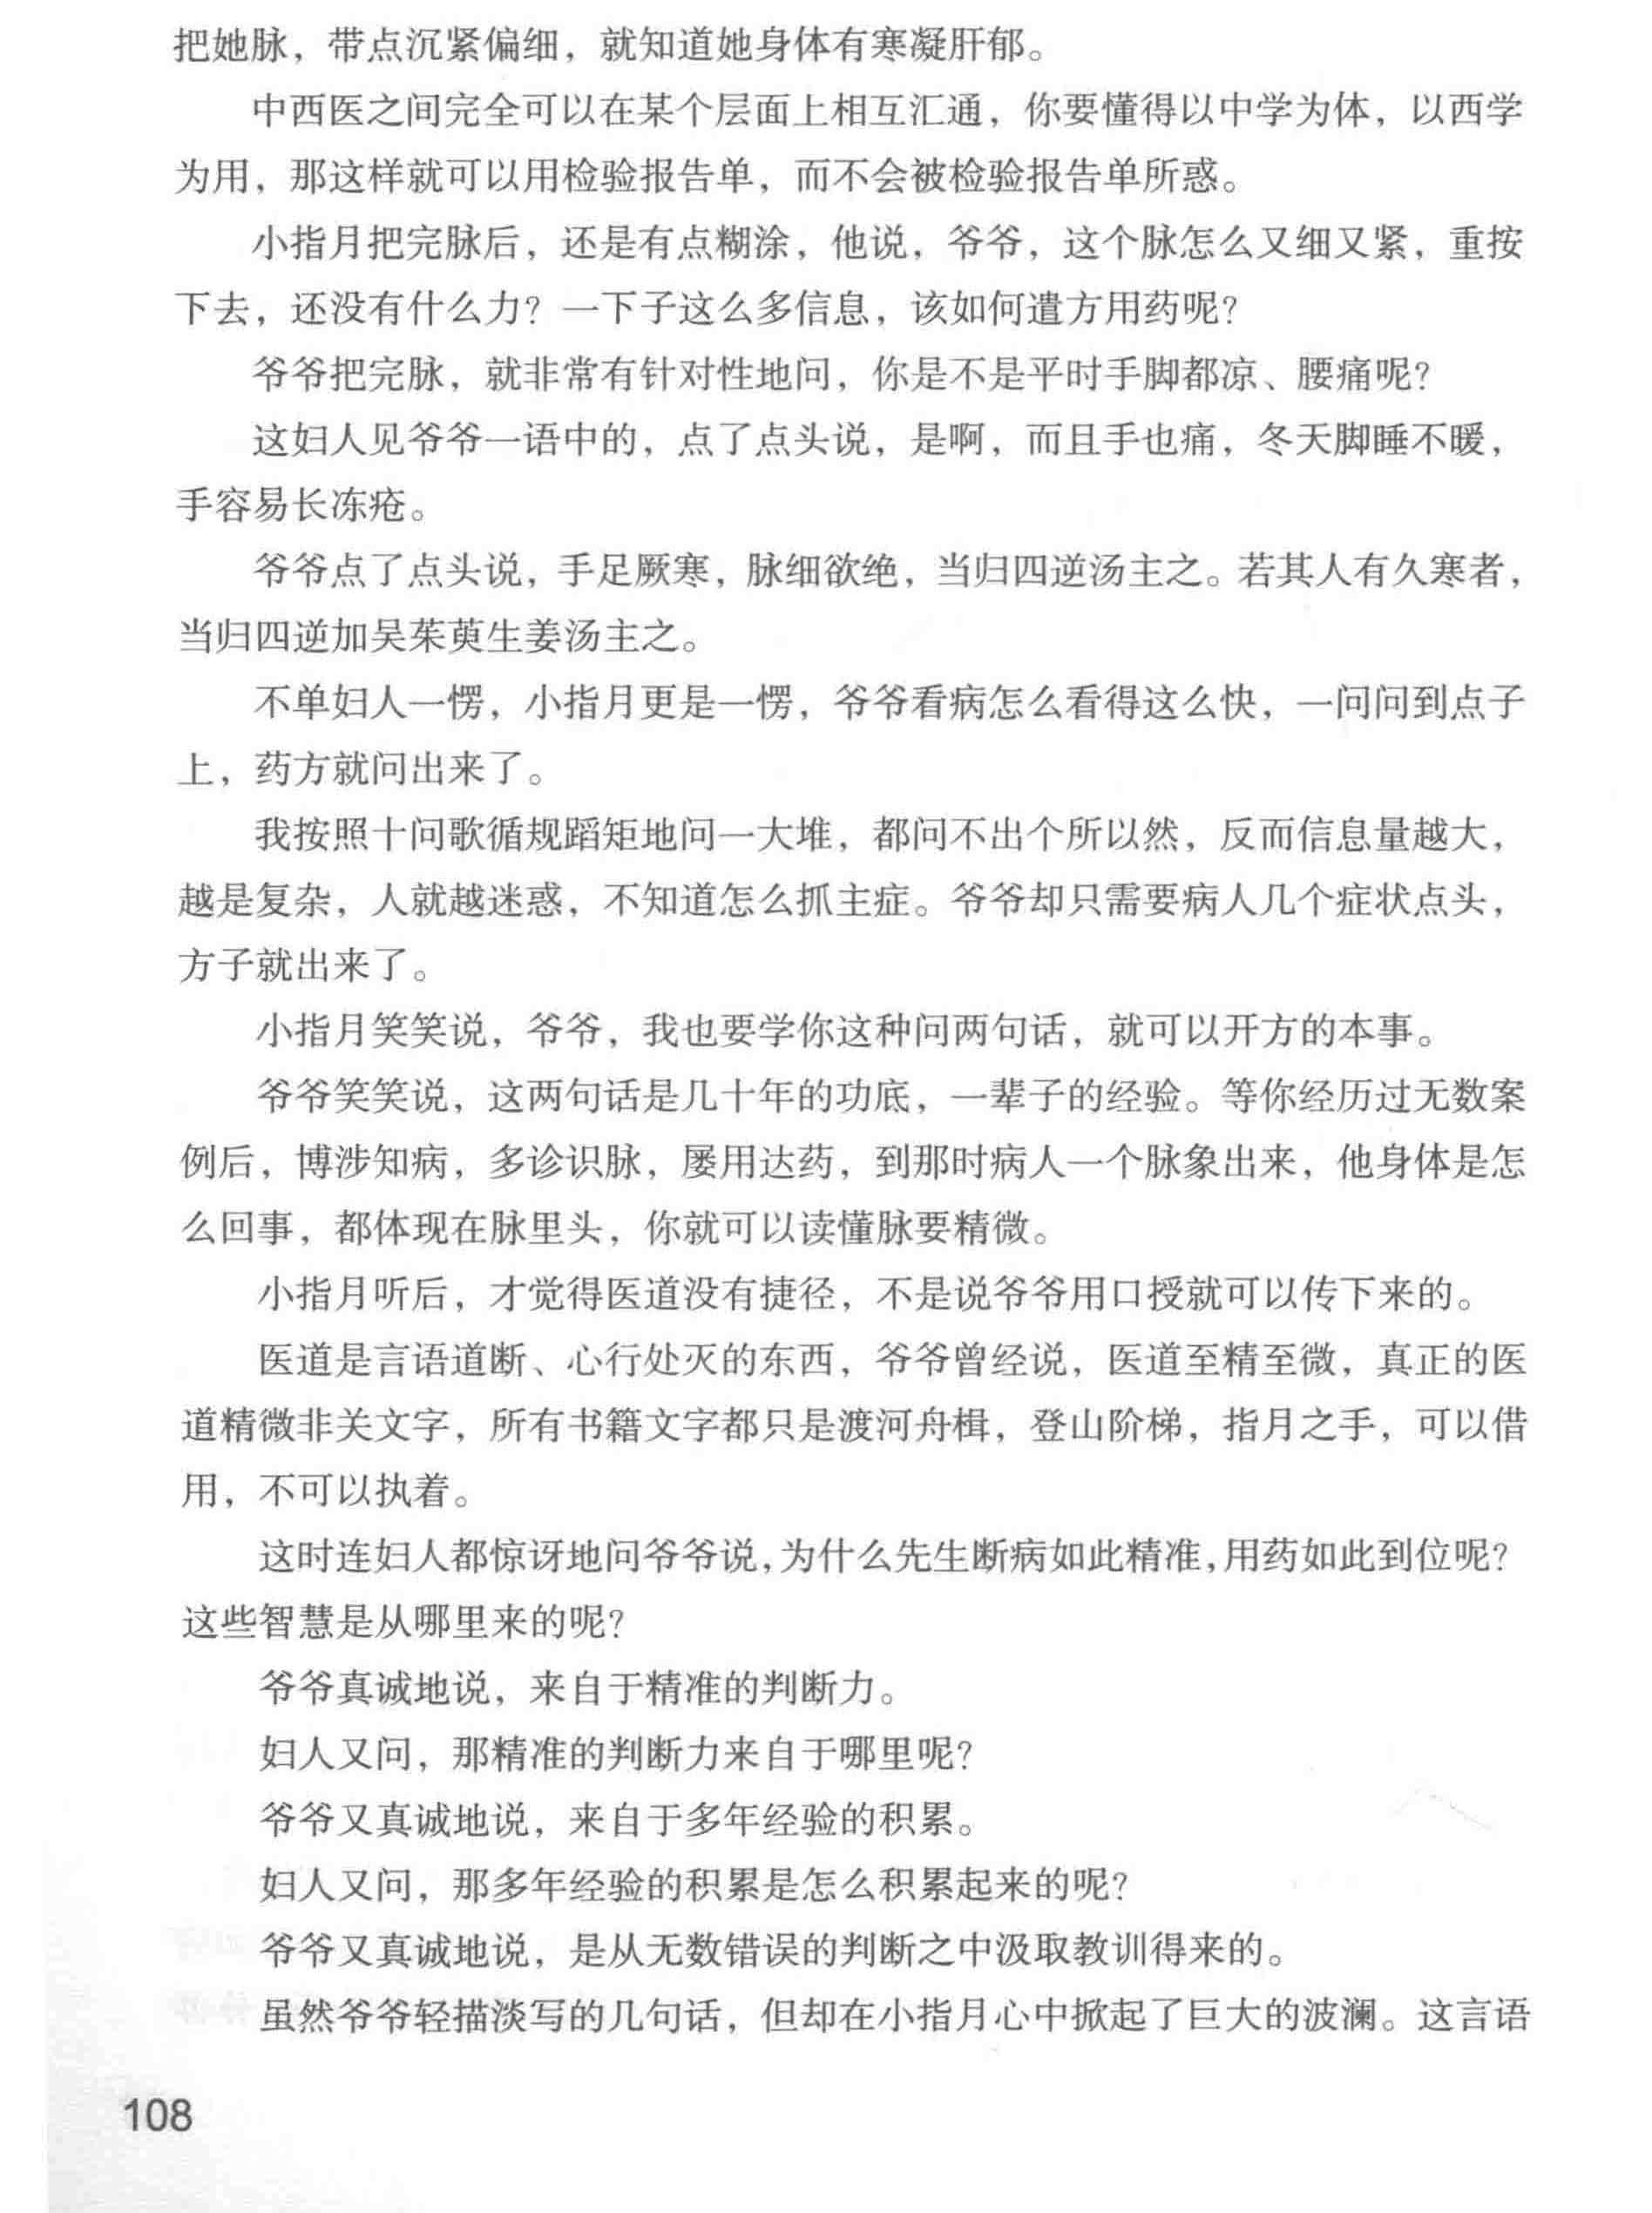 把她脉，带点沉紧偏细，就知道她身体有寒凝肝郁。
中西医之间完全可以在某个层面上相互汇通，你要懂得以中学为体，以西学
为用，那这样就可以用检验报告单，而不会被检验报告单所惑。
小指月把完脉后，还是有点糊涂，他说，爷爷，这个脉怎么又细又紧，重按
下去，还没有什么力？一下子这么多信息，该如何遣方用药呢？
爷爷把完脉，就非常有针对性地问，你是不是平时手脚都凉、腰痛呢？
这妇人见爷爷一语中的，点了点头说，是啊，而且手也痛，冬天脚睡不暖，
手容易长冻疮。
爷爷点了点头说，手足厥寒，脉细欲绝，当归四逆汤主之。若其人有久寒者，
当归四逆加吴茱萸生姜汤主之。
不单妇人一愣，小指月更是一愣，爷爷看病怎么看得这么快，一问问到点子
上，药方就问出来了。
我按照十问歌循规蹈矩地问一大堆，都问不出个所以然，反而信息量越大，
越是复杂，人就越迷惑，不知道怎么抓主症。爷爷却只需要病人几个症状点头，
方子就出来了。
小指月笑笑说，爷爷，我也要学你这种问两句话，就可以开方的本事。
爷爷笑笑说，这两句话是几十年的功底，一辈子的经验。等你经历过无数案
例后，博涉知病，多诊识脉，屡用达药，到那时病人一个脉象出来，他身体是怎
么回事，都体现在脉里头，你就可以读懂脉要精微。
小指月听后，才觉得医道没有捷径，不是说爷爷用口授就可以传下来的。
医道是言语道断、心行处灭的东西，爷爷曾经说，医道至精至微，真正的医
道精微非关文字，所有书籍文字都只是渡河舟楫，登山阶梯，指月之手，可以借
用，不可以执着。
这时连妇人都惊讶地问爷爷说，为什么先生断病如此精准，用药如此到位呢？
这些智慧是从哪里来的呢？
爷爷真诚地说，来自于精准的判断力。
妇人又问，那精准的判断力来自于哪里呢？
爷爷又真诚地说，来自于多年经验的积累。
妇人又问，那多年经验的积累是怎么积累起来的呢？
爷爷又真诚地说，是从无数错误的判断之中汲取教训得来的。
虽然爷爷轻描淡写的几句话，但却在小指月心中掀起了巨大的波澜。这言语
108